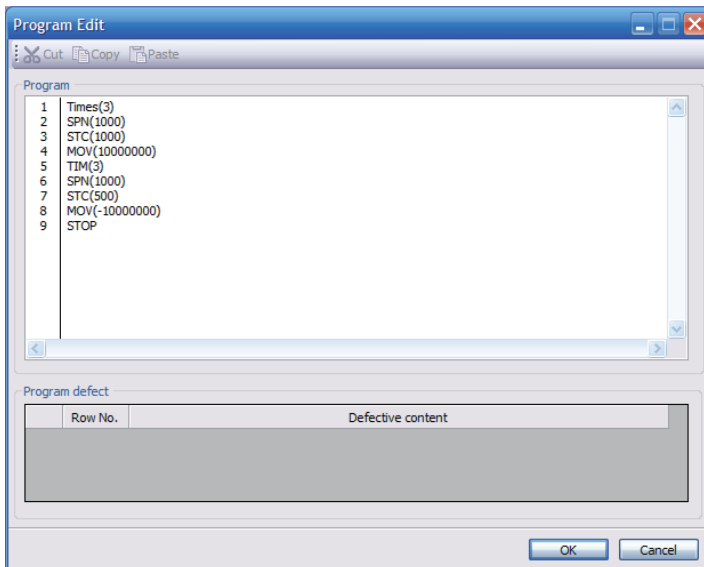 Program Edit
Cut Copy Paste
Program
1 Times(3)
2 SPN(1000)
3 STC(1000)
4 MOV(10000000)
5 TIM(3)
6 SPN(1000)
7 STC(500)
8 MOV(-10000000)
9 STOP
Program defect
Row No. Defective content
OK Cancel